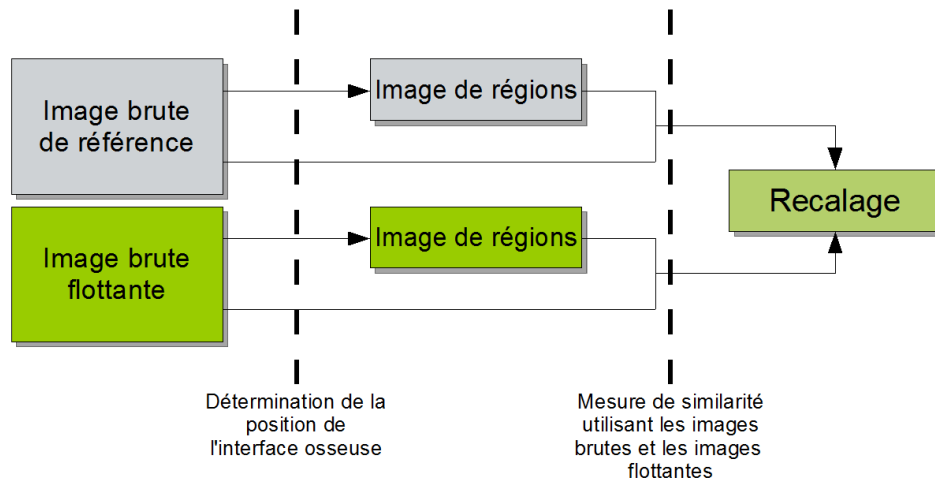 Image brute
de référence
Image de régions
Recalage
Image brute
flottante
Image de régions
Détermination de la
position de
l'interface osseuse
Mesure de similarité
utilisant les images
brutes et les images
flottantes